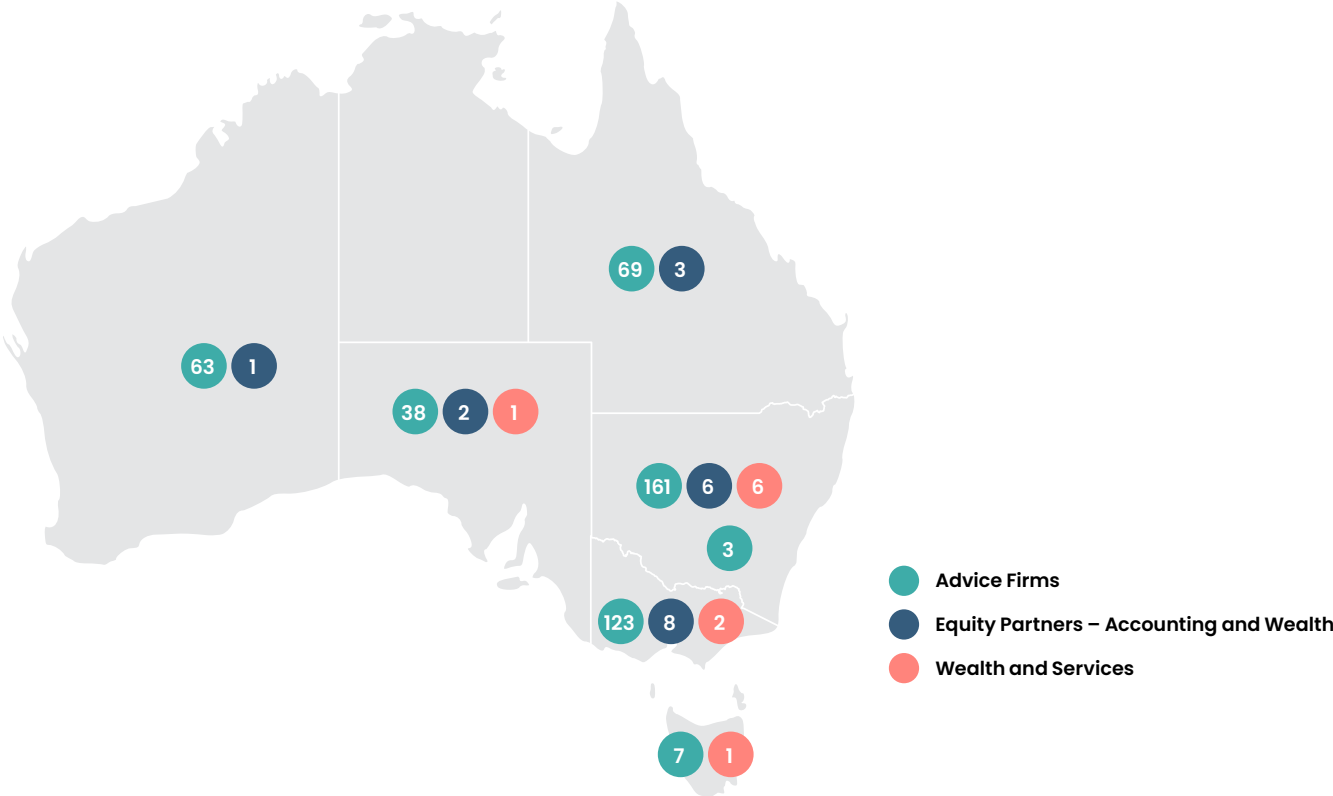 69 3
63 1
38 2 1
161 6 6
3
Advice Firms
123 8 2
Equity Partners – Accounting and Wealth
Wealth and Services
7 1